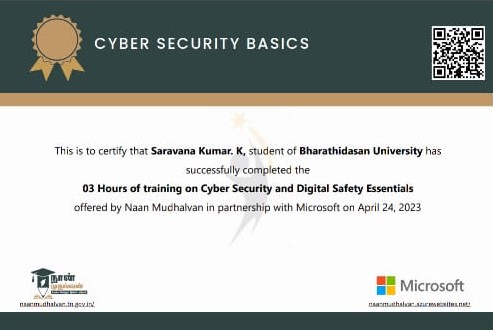 CYBER SECURITY BASICS
This is to certify that Saravana Kumar. K, student of Bharathidasan University has
successfully completed the
03 Hours of training on Cyber Security and Digital Safety Essentials
offered by Naan Mudhalvan in partnership with Microsoft on April 24, 2023
நான்
முதல்வன்
Microsoft
naanmudhalvan.tn.gov.in/
naanmudhalvan.azurewebsites.net/